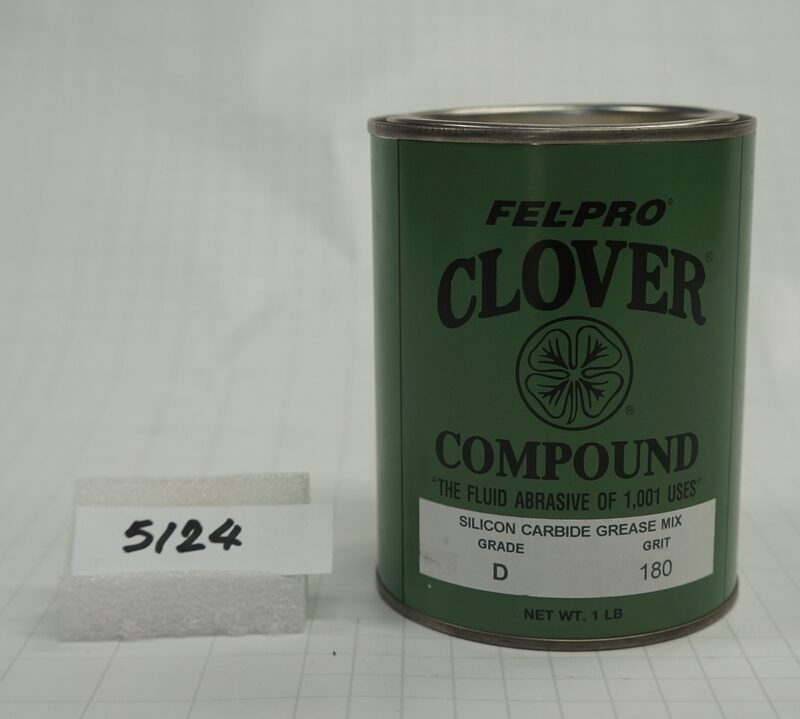 FEL-PRO®
CLOVER®
®
COMPOUND
"THE FLUID ABRASIVE OF 1,001 USES"
SILICON CARBIDE GREASE MIX
GRADE GRIT
D 180
NET WT. 1 LB
5124